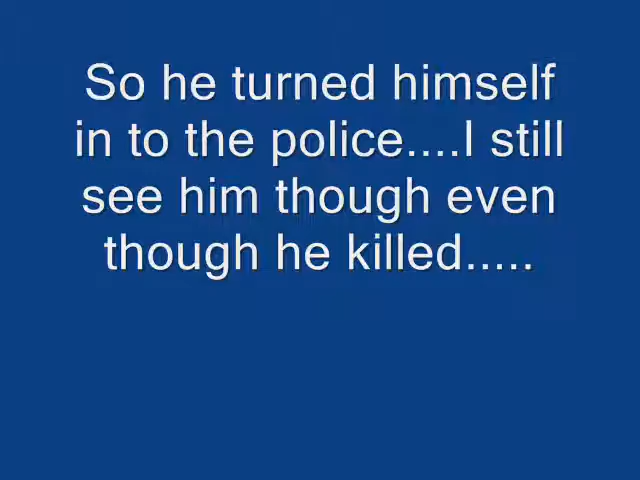 So he turned himself
in to the police....I still
see him though even
though he killed.....